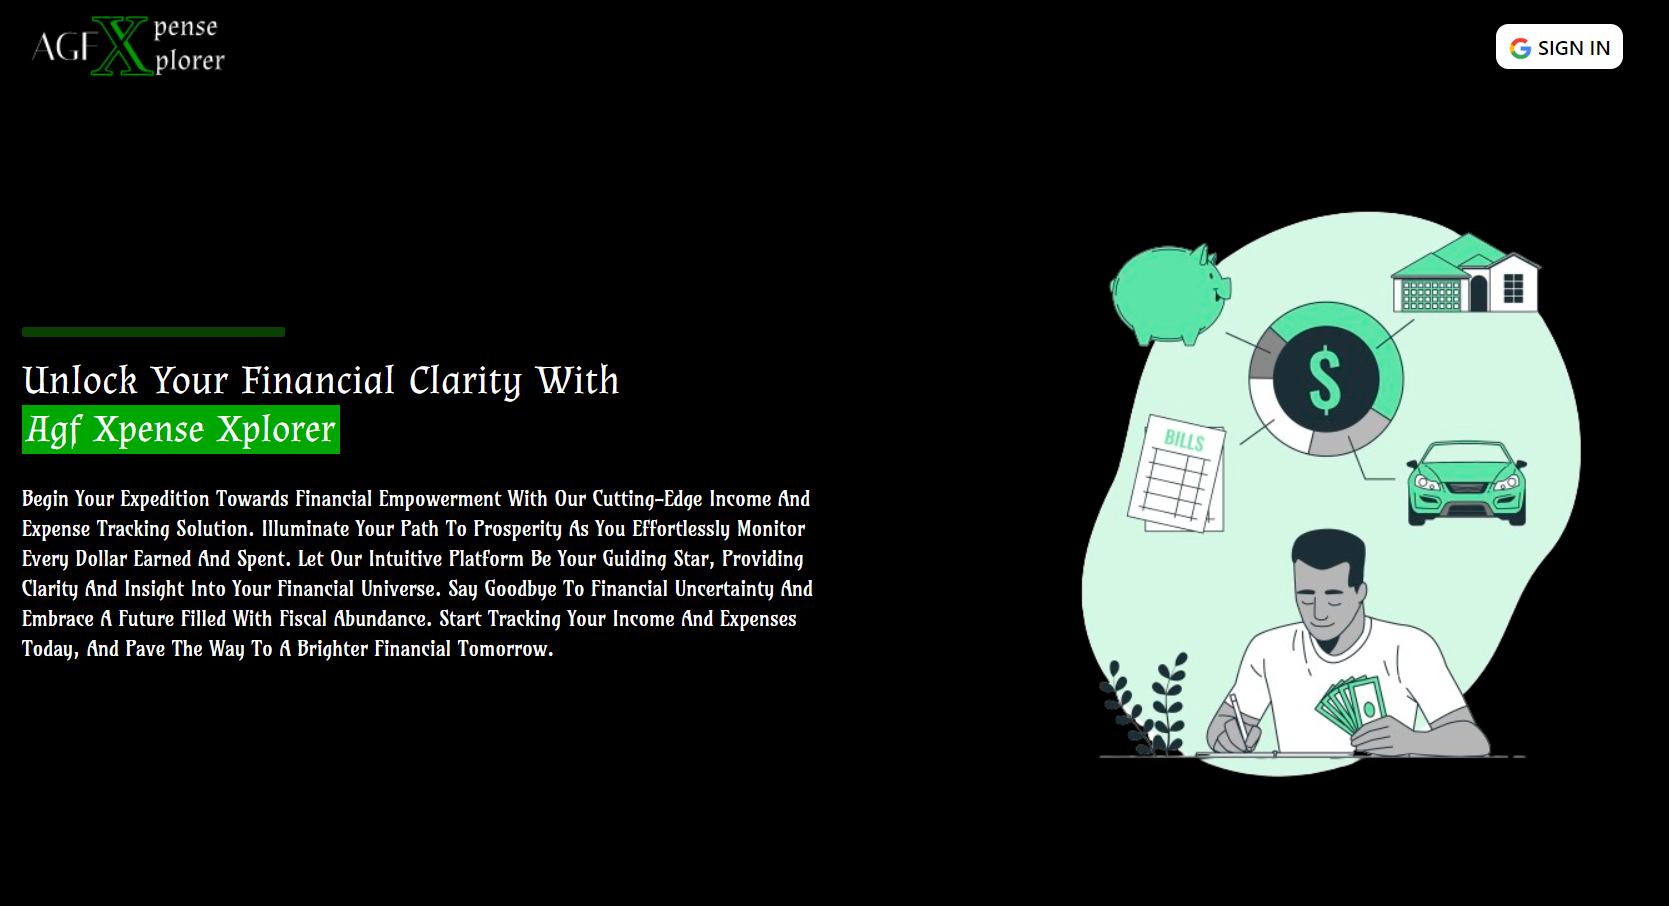 AGFXpense
Xplorer
SIGN IN
Unlock Your Financial Clarity With
Agf Xpense Xplorer
Begin Your Expedition Towards Financial Empowerment With Our Cutting-Edge Income And
Expense Tracking Solution. Illuminate Your Path To Prosperity As You Effortlessly Monitor
Every Dollar Earned And Spent. Let Our Intuitive Platform Be Your Guiding Star, Providing
Clarity And Insight Into Your Financial Universe. Say Goodbye To Financial Uncertainty And
Embrace A Future Filled With Fiscal Abundance. Start Tracking Your Income And Expenses
Today, And Pave The Way To A Brighter Financial Tomorrow.
$
BILLS